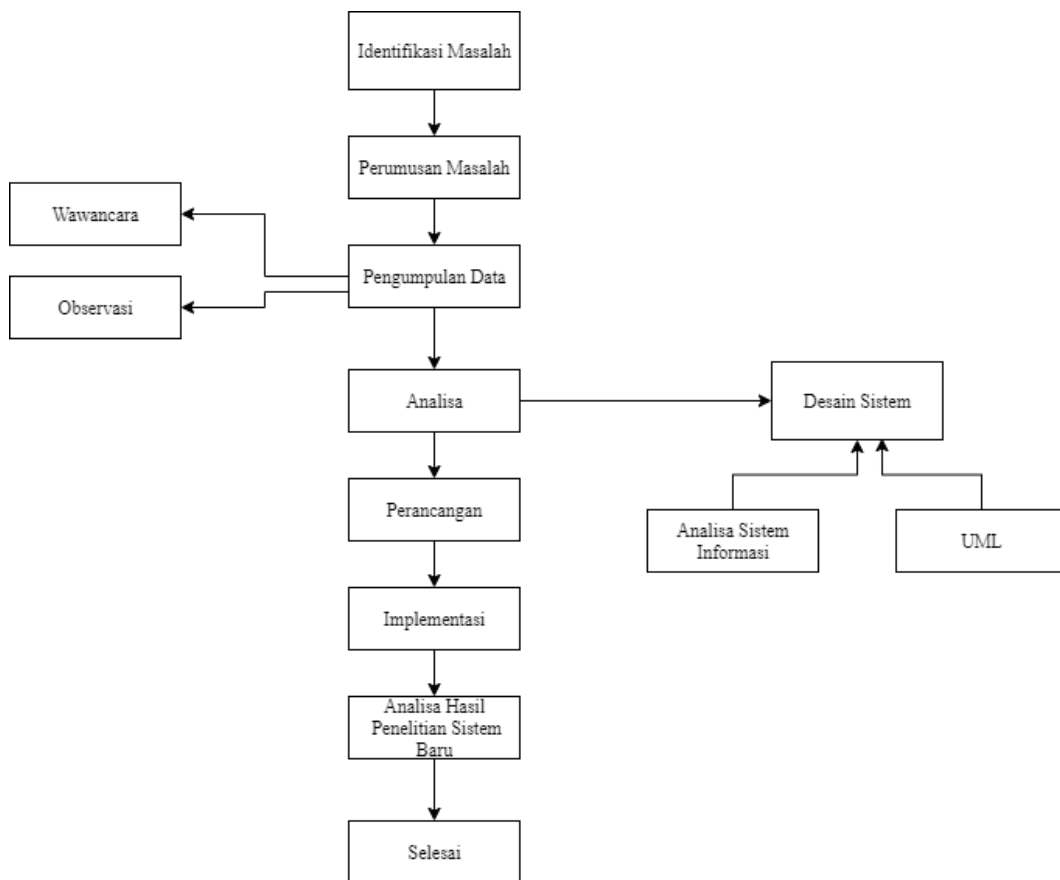 Identifikasi Masalah
Perumusan Masalah
Wawancara
Pengumpulan Data
Observasi
Analisa
Desain Sistem
Perancangan
Analisa Sistem
Informasi
UML
Implementasi
Analisa Hasil
Penelitian Sistem
Baru
Selesai